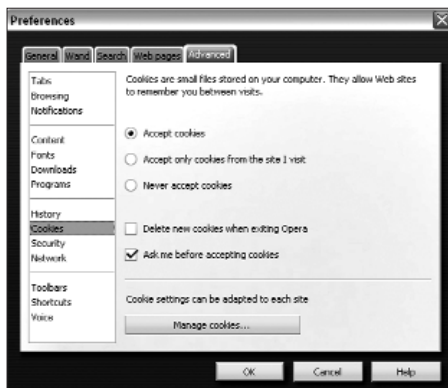 Preferences
General Wand Search Web pages Advanced
Tabs
Browsing
Notifications
Content
Fonts
Downloads
Programs
History
Cookies
Security
Network
Toolbars
Shortcuts
Voice
Cookies are small files stored on your computer. They allow Web sites
to remember you between visits.
Accept cookies
Accept only cookies from the site I visit
Never accept cookies
Delete new cookies when exiting Opera
Ask me before accepting cookies
Cookie settings can be adapted to each site
Manage cookies...
OK Cancel Help